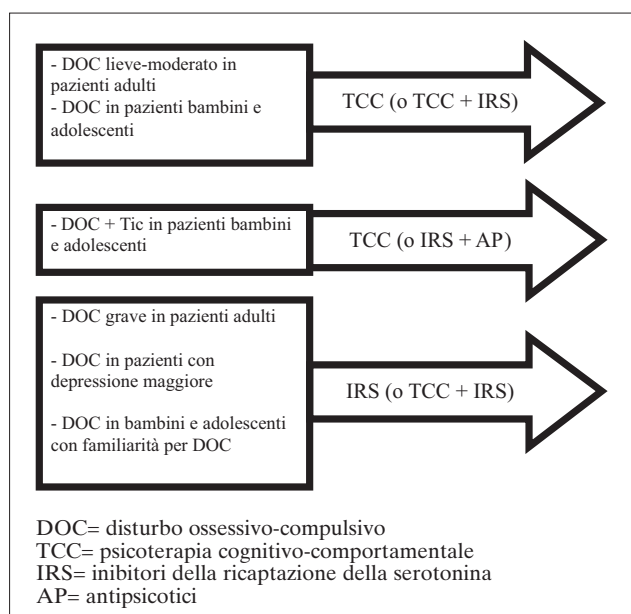 - DOC lieve-moderato in
pazienti adulti
- DOC in pazienti bambini e
adolescenti
TCC (o TCC + IRS)
- DOC + Tic in pazienti bambini
e adolescenti
TCC (o IRS + AP)
- DOC grave in pazienti adulti
- DOC in pazienti con
depressione maggiore
- DOC in bambini e adolescenti
con familiarità per DOC
IRS (o TCC + IRS)
DOC= disturbo ossessivo-compulsivo
TCC= psicoterapia cognitivo-comportamentale
IRS= inibitori della ricaptazione della serotonina
AP= antipsicotici